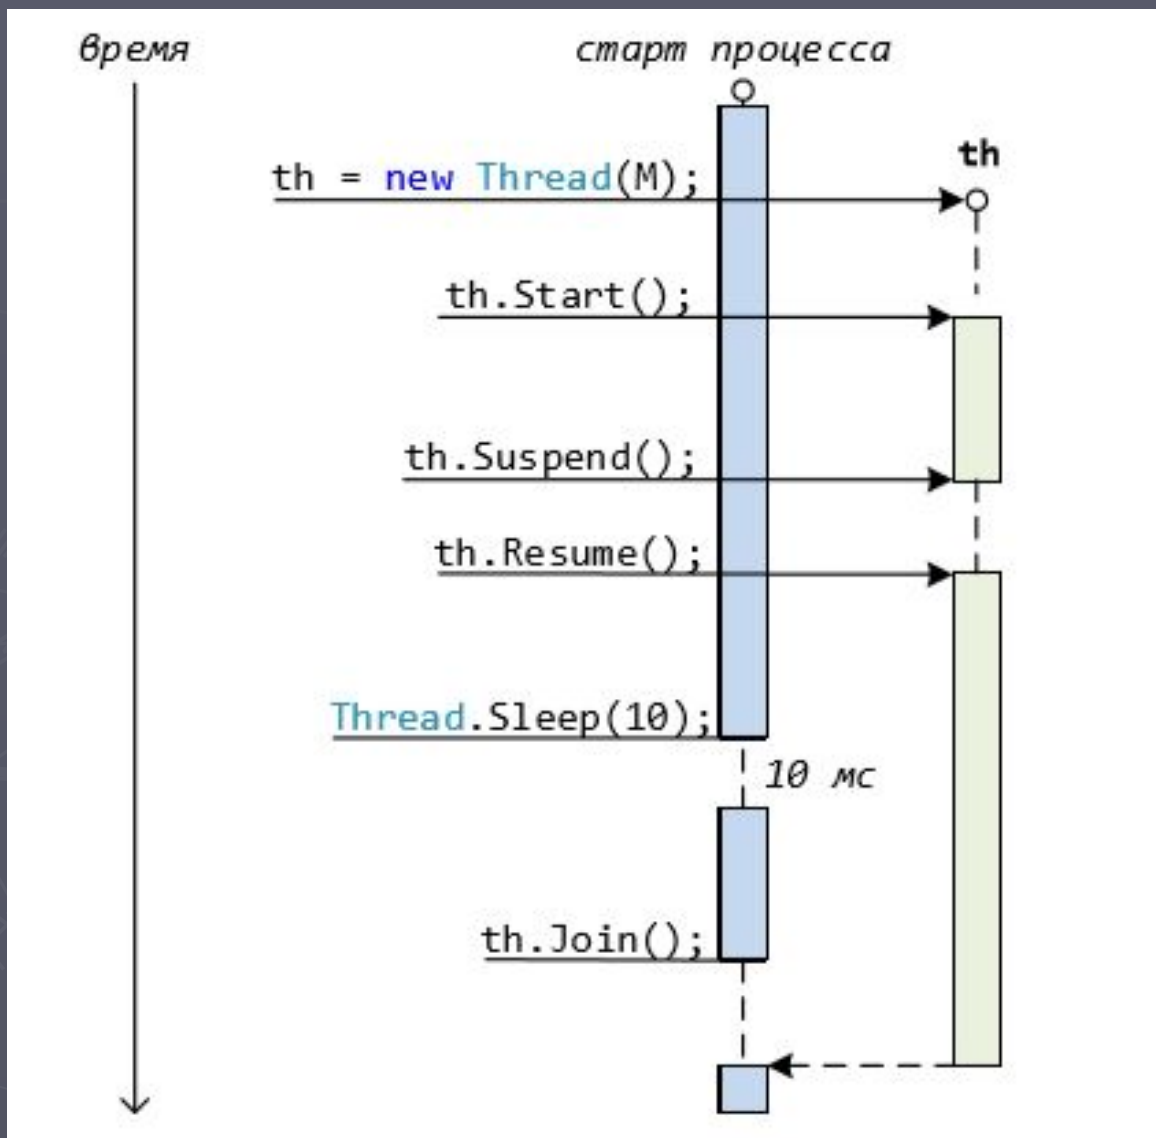 время
старт процесса
th
th = new Thread(M);
th.Start();
th.Suspend();
th.Resume();
Thread.Sleep(10);
10 мс
th.Join();